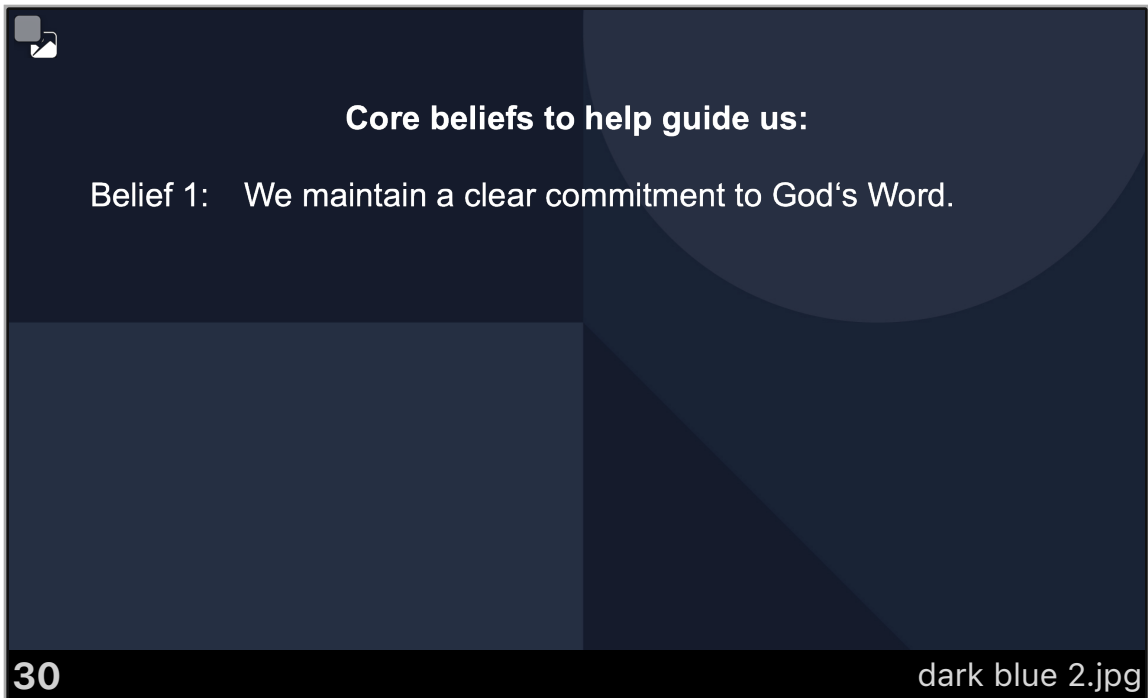 Core beliefs to help guide us:
Belief 1: We maintain a clear commitment to God‘s Word.
30
dark blue 2.jpg